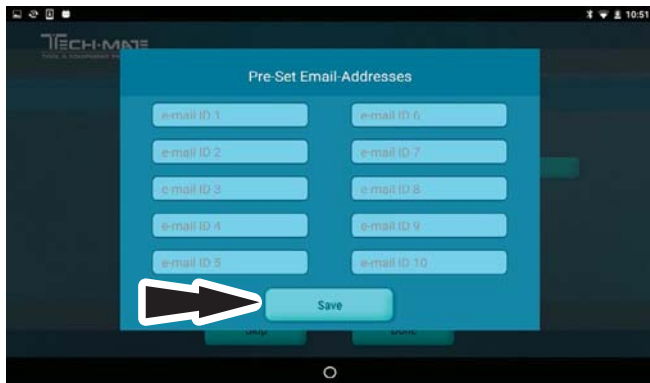 10:51
TECH-MATE
Pre-Set Email-Addresses
e-mail ID 1
e-mail ID 6
e-mail ID 2
e-mail ID 7
e-mail ID 3
e-mail ID 8
e-mail ID 4
e-mail ID 9
e-mail ID 5
e-mail ID 10
Save
Skip
Done